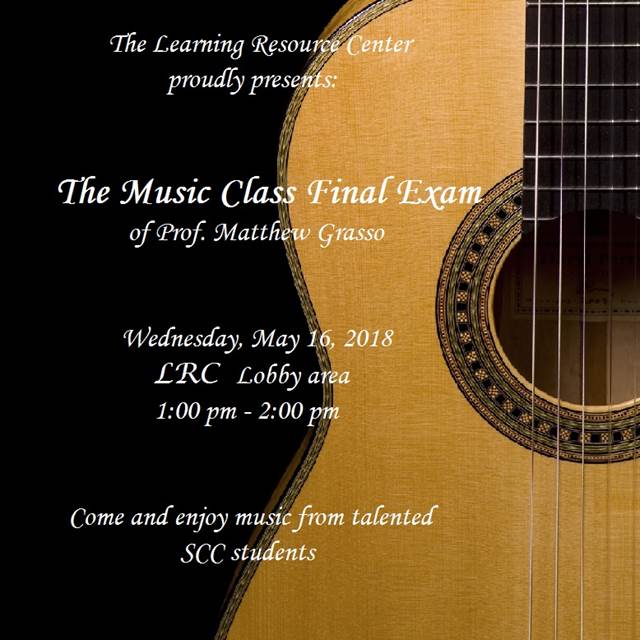 The Learning Resource Center
proudly presents:
The Music Class Final Exam
of Prof. Matthew Grasso
Wednesday, May 16, 2018
LRC Lobby area
1:00 pm - 2:00 pm
Come and enjoy music from talented
SCC students